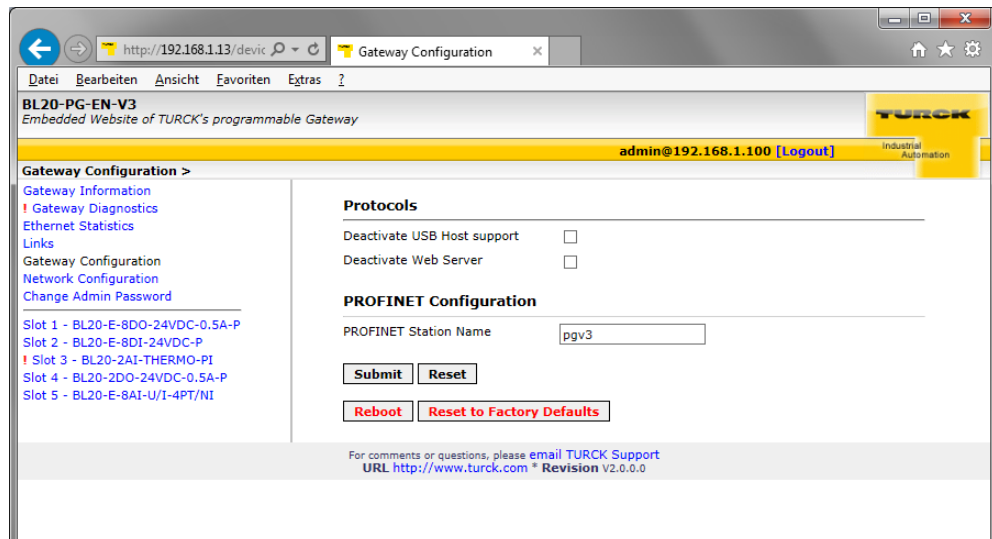 http://192.168.1.13/devic
Gateway Configuration
Datei Bearbeiten Ansicht Favoriten Extras ?
BL20-PG-EN-V3
Embedded Website of TURCK's programmable Gateway
TURCK
Industrial
Automation
admin@192.168.1.100 [Logout]
Gateway Configuration >
Gateway Information
! Gateway Diagnostics
Ethernet Statistics
Links
Gateway Configuration
Network Configuration
Change Admin Password
Slot 1 - BL20-E-8DO-24VDC-0.5A-P
Slot 2 - BL20-E-8DI-24VDC-P
! Slot 3 - BL20-2AI-THERMO-PI
Slot 4 - BL20-2DO-24VDC-0.5A-P
Slot 5 - BL20-E-8AI-U/I-4PT/NI
Protocols
Deactivate USB Host support
Deactivate Web Server
PROFINET Configuration
PROFINET Station Name pgv3
Submit Reset
Reboot Reset to Factory Defaults
For comments or questions, please email TURCK Support
URL http://www.turck.com * Revision V2.0.0.0